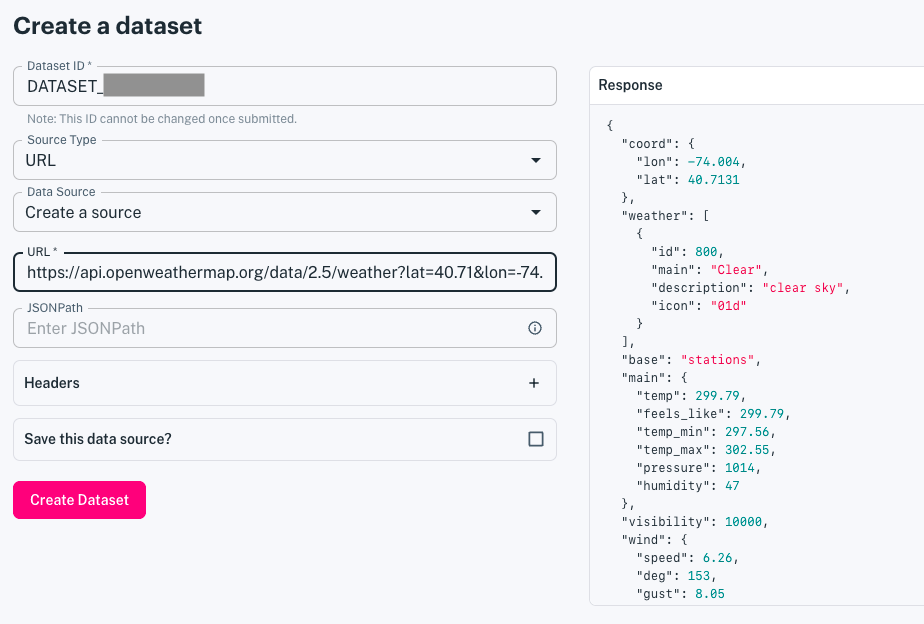 Create a dataset
Dataset ID *
DATASET_
Note: This ID cannot be changed once submitted.
Source Type
URL
Data Source
Create a source
URL *
https://api.openweathermap.org/data/2.5/weather?lat=40.71&lon=-74.
JSONPath
Enter JSONPath
Headers
+
Save this data source?
Create Dataset
Response
{
"coord": {
"lon": -74.004,
"lat": 40.7131
},
"weather": [
{
"id": 800,
"main": "Clear",
"description": "clear sky",
"icon": "01d"
}
],
"base": "stations",
"main": {
"temp": 299.79,
"feels_like": 299.79,
"temp_min": 297.56,
"temp_max": 302.55,
"pressure": 1014,
"humidity": 47
},
"visibility": 10000,
"wind": {
"speed": 6.26,
"deg": 153,
"gust": 8.05